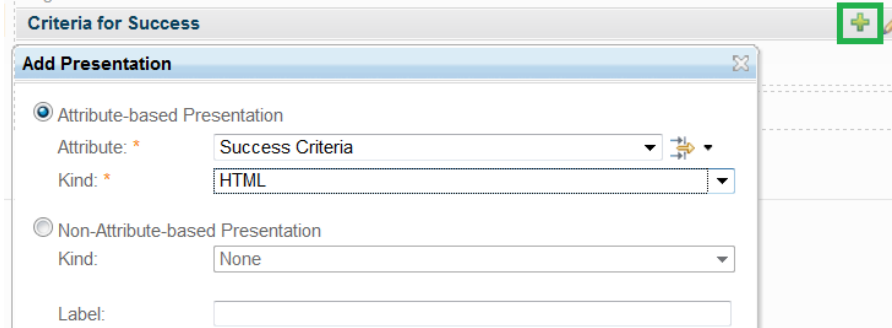 Criteria for Success
Add Presentation
Attribute-based Presentation
Attribute: * Success Criteria
Kind: * HTML
Non-Attribute-based Presentation
Kind: None
Label: